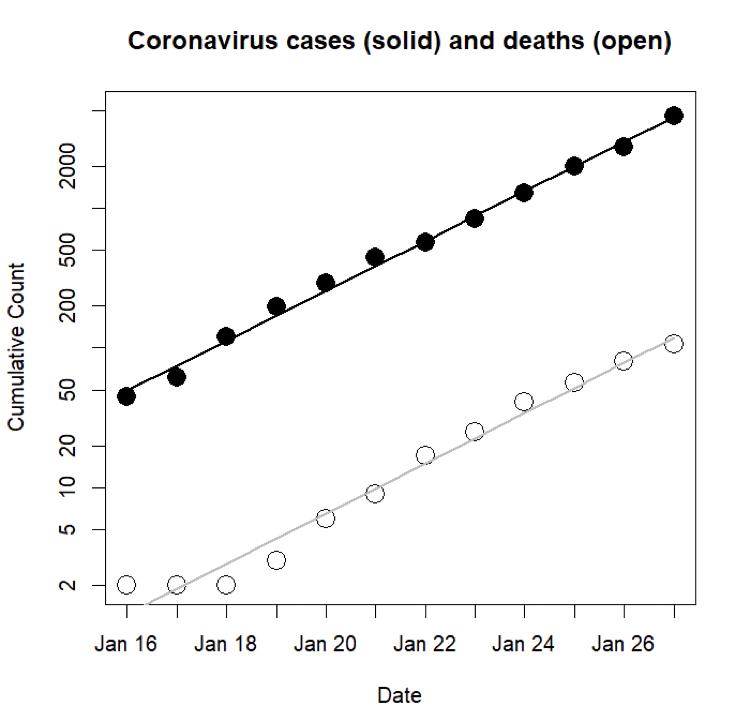 Coronavirus cases (solid) and deaths (open)
Cumulative Count
2000
500
200
50
20
10
5
2
Jan 16 Jan 18 Jan 20 Jan 22 Jan 24 Jan 26
Date